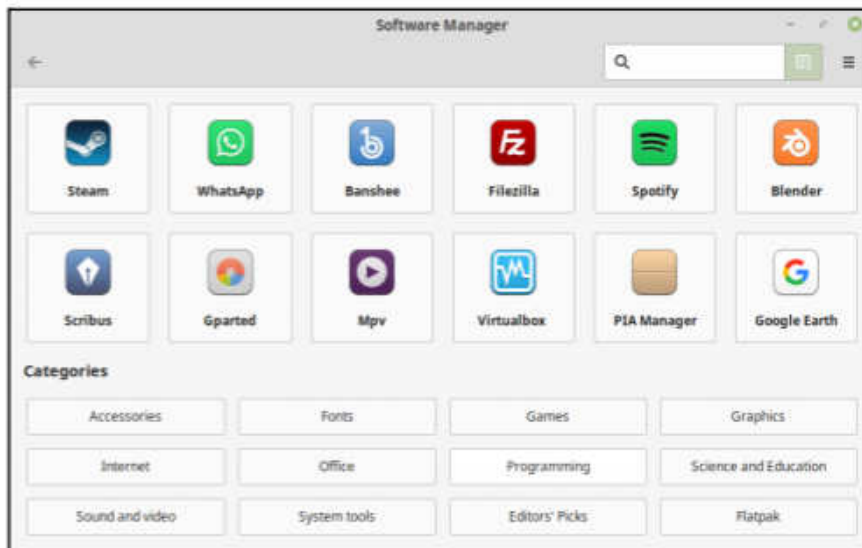 Software Manager
Steam WhatsApp Banshee Filezilla Spotify Blender
Scribus Gparted Mpv Virtualbox PIA Manager Google Earth
Categories
Accessories Fonts Games Graphics
Internet Office Programming Science and Education
Sound and video System tools Editors' Picks Flatpak